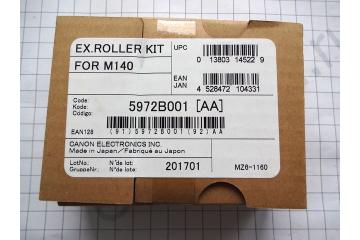 EX.ROLLER KIT
FOR M140
UPC
0 13803 14522 9
EAN
JAN
4 528472 104331
Code:
Kode:
Código:
5972B001 [AA]
EAN128
(91)5972B001(92)AA
CANON ELECTRONICS INC.
Made in Japan/Fabriqué au Japon
LotNo:
N°de lot:
GruppeNr.:
N°de lot:
201701
MZ6-1160